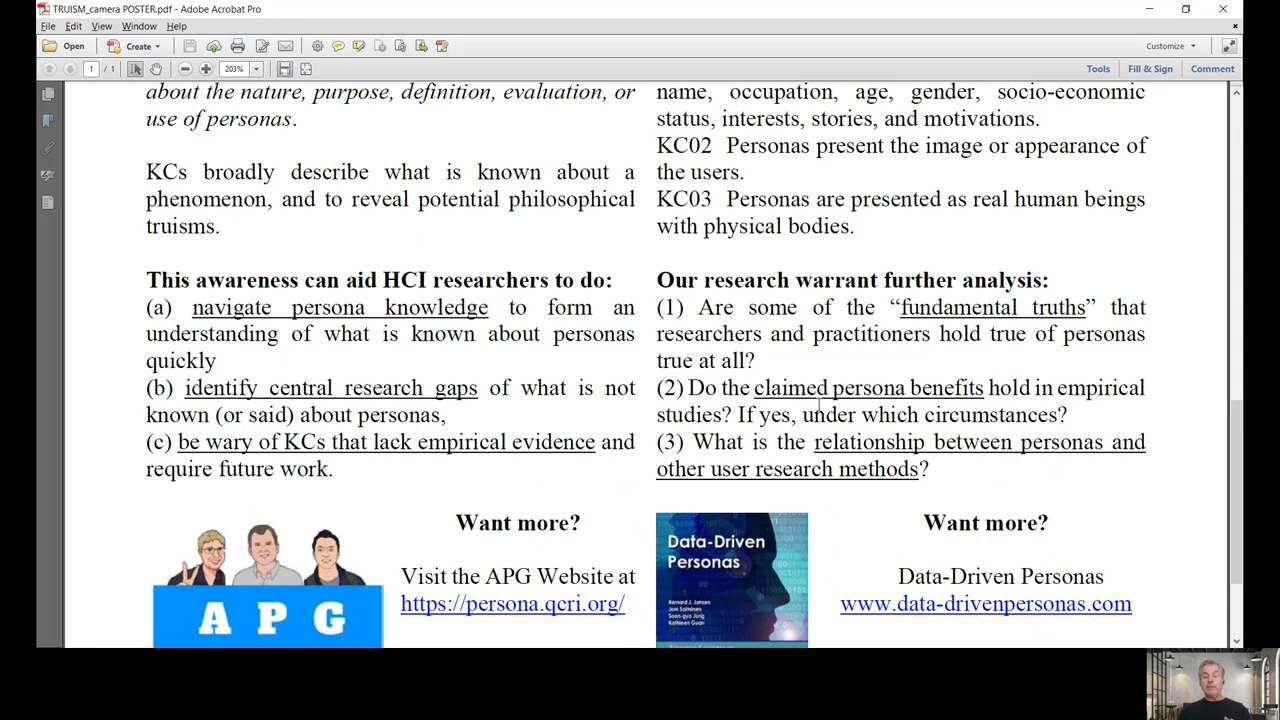 TRUISM_camera POSTER.pdf - Adobe Acrobat Pro
File Edit View Window Help
Open Create Customize
1 / 1 203% Tools Fill & Sign Comment
about the nature, purpose, definition, evaluation, or
use of personas.
KCs broadly describe what is known about a
phenomenon, and to reveal potential philosophical
truisms.
This awareness can aid HCI researchers to do:
(a) navigate persona knowledge to form an
understanding of what is known about personas
quickly
(b) identify central research gaps of what is not
known (or said) about personas,
(c) be wary of KCs that lack empirical evidence and
require future work.
Want more?
Visit the APG Website at
https://persona.qcri.org/
A P G
name, occupation, age, gender, socio-economic
status, interests, stories, and motivations.
KC02 Personas present the image or appearance of
the users.
KC03 Personas are presented as real human beings
with physical bodies.
Our research warrant further analysis:
(1) Are some of the “fundamental truths” that
researchers and practitioners hold true of personas
true at all?
(2) Do the claimed persona benefits hold in empirical
studies? If yes, under which circumstances?
(3) What is the relationship between personas and
other user research methods?
Data-Driven
Personas
Bernard J. Jansen
Joni Salminen
Soon-gyo Jung
Kathleen Guan
Want more?
Data-Driven Personas
www.data-drivenpersonas.com